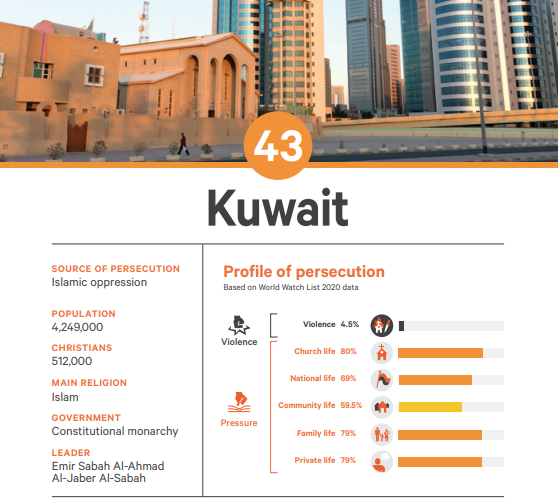 43
Kuwait
SOURCE OF PERSECUTION
Islamic oppression
POPULATION
4,249,000
CHRISTIANS
512,000
MAIN RELIGION
Islam
GOVERNMENT
Constitutional monarchy
LEADER
Emir Sabah Al-Ahmad
Al-Jaber Al-Sabah
Profile of persecution
Based on World Watch List 2020 data
Violence
Violence 4.5%
Pressure
Church life 80%
National life 69%
Community life 59.5%
Family life 79%
Private life 79%